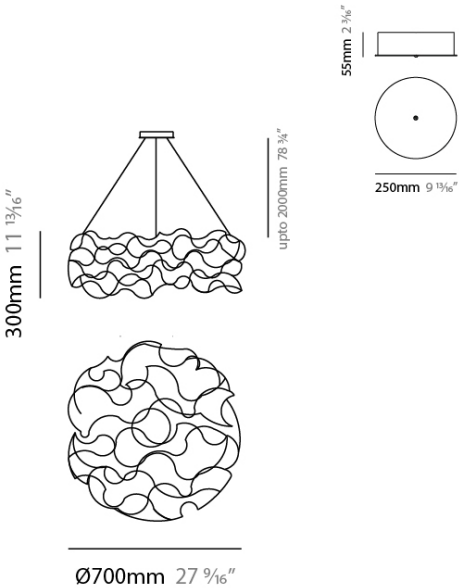 55mm 2 3⁄16″
250mm 9 13⁄16″
upto 2000mm 78 ¾″
300mm 11 13⁄16″
Ø700mm 27 9⁄16″